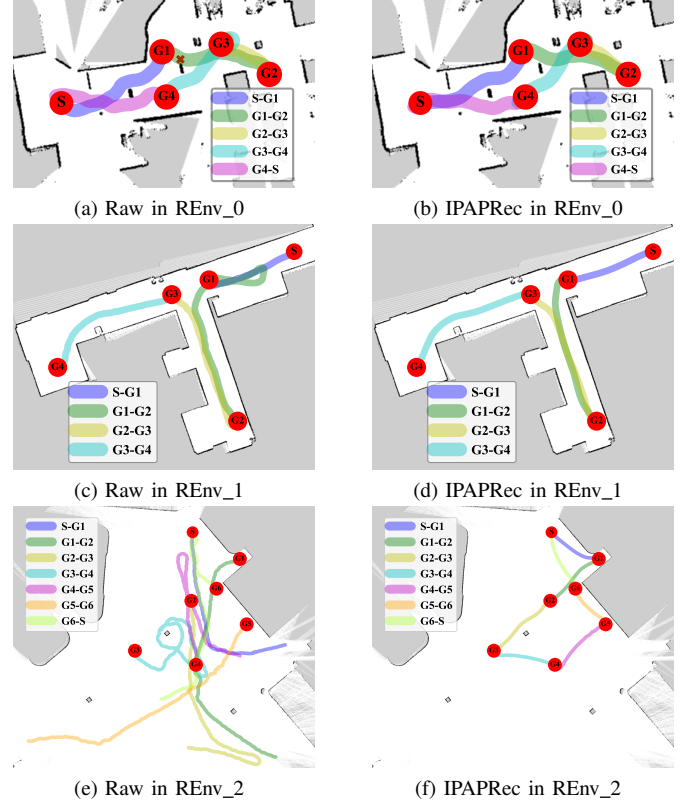 G1
G3
G2
S
G4
S-G1
G1-G2
G2-G3
G3-G4
G4-S
(a) Raw in REnv_0
G1
G3
G2
S
G4
S-G1
G1-G2
G2-G3
G3-G4
G4-S
(b) IPAPRec in REnv_0
S
G1
G3
G4
G2
S-G1
G1-G2
G2-G3
G3-G4
(c) Raw in REnv_1
S
G1
G3
G4
G2
S-G1
G1-G2
G2-G3
G3-G4
(d) IPAPRec in REnv_1
S-G1
G1-G2
G2-G3
G3-G4
G4-G5
G5-G6
G6-S
S
G1
G6
G2
G5
G3
G4
(e) Raw in REnv_2
S-G1
G1-G2
G2-G3
G3-G4
G4-G5
G5-G6
G6-S
S
G1
G6
G2
G5
G3
G4
(f) IPAPRec in REnv_2